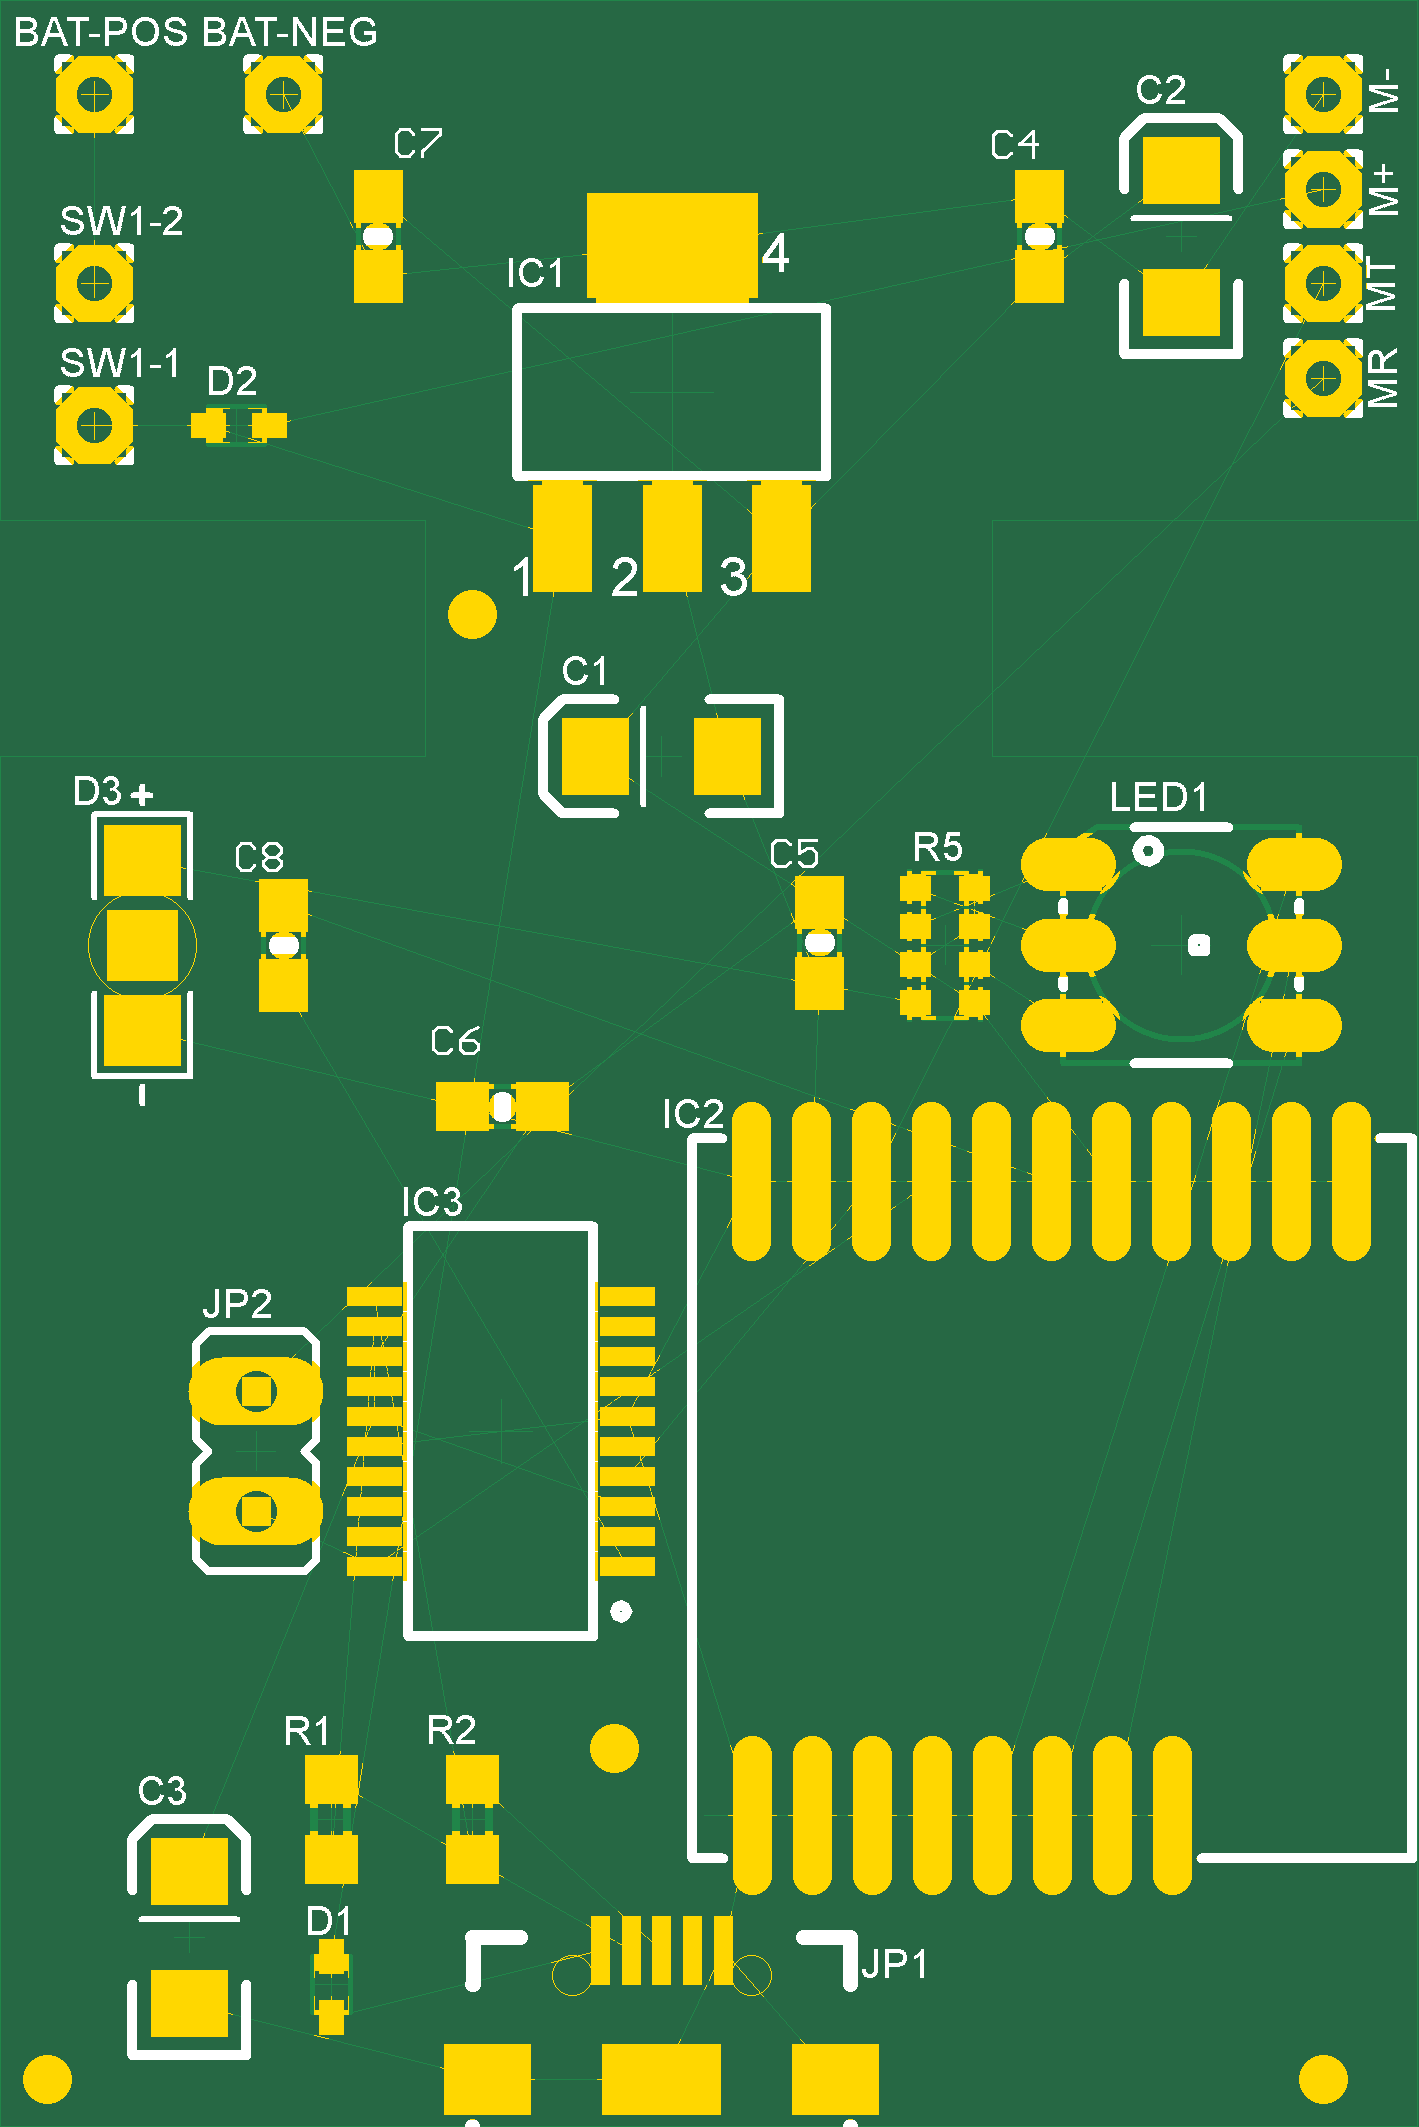 BAT-POS BAT-NEG
C7
C2
C4
M-
M+
MT
MR
SW1-2
IC1
4
SW1-1
D2
1
2
3
C1
D3 +
LED1
C8
C5
R5
-
C6
IC2
IC3
JP2
R1
R2
C3
D1
JP1